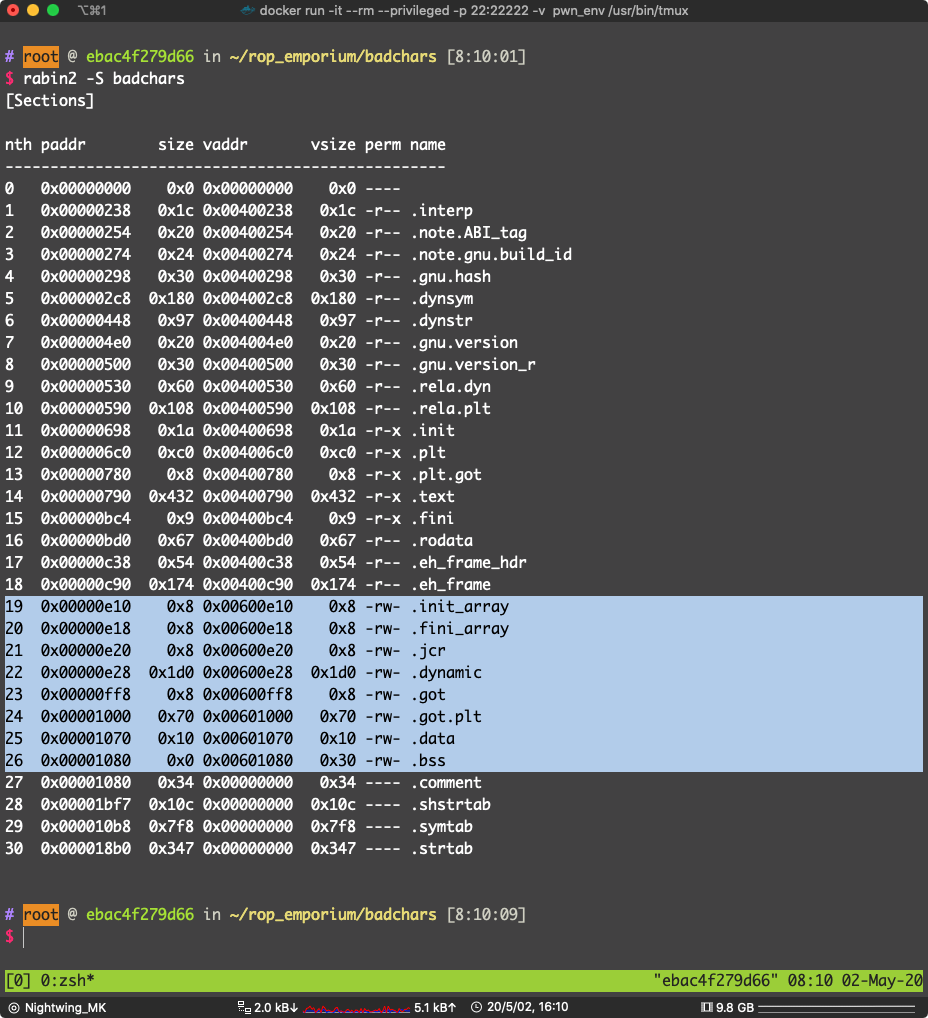 ⌥⌘1 docker run -it --rm --privileged -p 22:22222 -v pwn_env /usr/bin/tmux
# root @ ebac4f279d66 in ~/rop_emporium/badchars [8:10:01]
$ rabin2 -S badchars
[Sections]
nth paddr size vaddr vsize perm name
-------------------------------------------------
0 0x00000000 0x0 0x00000000 0x0 ----
1 0x00000238 0x1c 0x00400238 0x1c -r-- .interp
2 0x00000254 0x20 0x00400254 0x20 -r-- .note.ABI_tag
3 0x00000274 0x24 0x00400274 0x24 -r-- .note.gnu.build_id
4 0x00000298 0x30 0x00400298 0x30 -r-- .gnu.hash
5 0x000002c8 0x180 0x004002c8 0x180 -r-- .dynsym
6 0x00000448 0x97 0x00400448 0x97 -r-- .dynstr
7 0x000004e0 0x20 0x004004e0 0x20 -r-- .gnu.version
8 0x00000500 0x30 0x00400500 0x30 -r-- .gnu.version_r
9 0x00000530 0x60 0x00400530 0x60 -r-- .rela.dyn
10 0x00000590 0x108 0x00400590 0x108 -r-- .rela.plt
11 0x00000698 0x1a 0x00400698 0x1a -r-x .init
12 0x000006c0 0xc0 0x004006c0 0xc0 -r-x .plt
13 0x00000780 0x8 0x00400780 0x8 -r-x .plt.got
14 0x00000790 0x432 0x00400790 0x432 -r-x .text
15 0x00000bc4 0x9 0x00400bc4 0x9 -r-x .fini
16 0x00000bd0 0x67 0x00400bd0 0x67 -r-- .rodata
17 0x00000c38 0x54 0x00400c38 0x54 -r-- .eh_frame_hdr
18 0x00000c90 0x174 0x00400c90 0x174 -r-- .eh_frame
19 0x00000e10 0x8 0x00600e10 0x8 -rw- .init_array
20 0x00000e18 0x8 0x00600e18 0x8 -rw- .fini_array
21 0x00000e20 0x8 0x00600e20 0x8 -rw- .jcr
22 0x00000e28 0x1d0 0x00600e28 0x1d0 -rw- .dynamic
23 0x00000ff8 0x8 0x00600ff8 0x8 -rw- .got
24 0x00001000 0x70 0x00601000 0x70 -rw- .got.plt
25 0x00001070 0x10 0x00601070 0x10 -rw- .data
26 0x00001080 0x0 0x00601080 0x30 -rw- .bss
27 0x00001080 0x34 0x00000000 0x34 ---- .comment
28 0x00001bf7 0x10c 0x00000000 0x10c ---- .shstrtab
29 0x000010b8 0x7f8 0x00000000 0x7f8 ---- .symtab
30 0x000018b0 0x347 0x00000000 0x347 ---- .strtab
# root @ ebac4f279d66 in ~/rop_emporium/badchars [8:10:09]
$
[0] 0:zsh* "ebac4f279d66" 08:10 02-May-20
Nightwing_MK 2.0 kB↓ 5.1 kB↑ 20/5/02, 16:10 9.8 GB